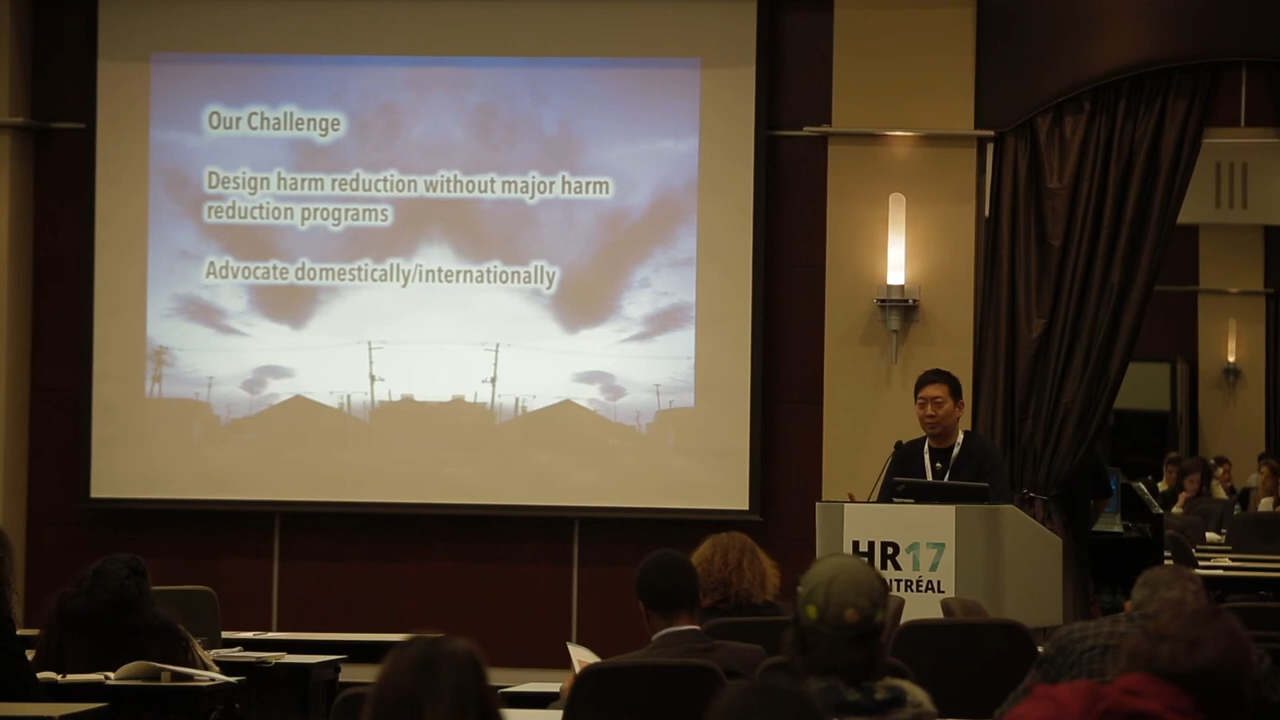 Our Challenge
Design harm reduction without major harm
reduction programs
Advocate domestically/internationally
HR17
NTRÉAL